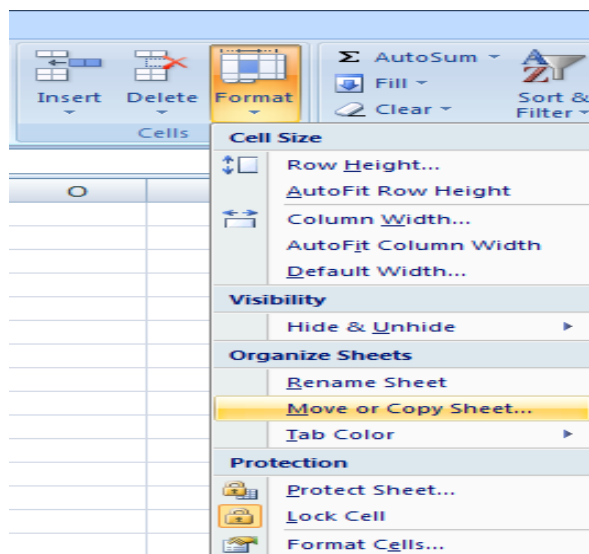 Insert Delete Format
Σ AutoSum
Fill
Clear
Sort &
Filter
Cells
O
Cell Size
Row Height...
AutoFit Row Height
Column Width...
AutoFit Column Width
Default Width...
Visibility
Hide & Unhide
Organize Sheets
Rename Sheet
Move or Copy Sheet...
Tab Color
Protection
Protect Sheet...
Lock Cell
Format Cells...